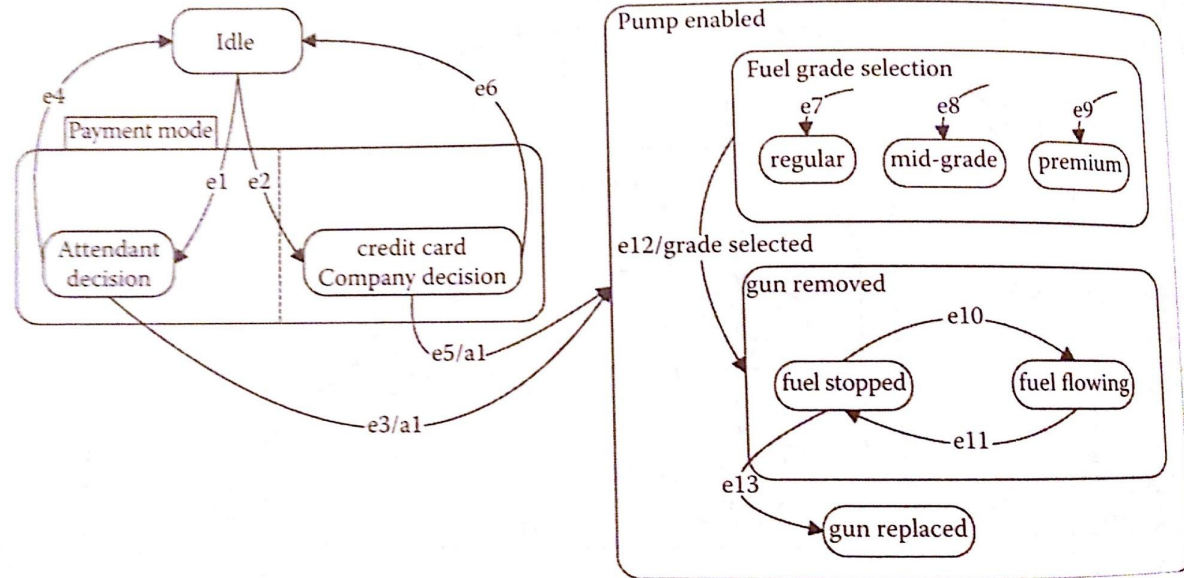 Pump enabled
Idle
Fuel grade selection
e4
e6
e7
e8
e9
Payment mode
regular
mid-grade
premium
e1
e2
Attendant
decision
credit card
Company decision
e12/grade selected
gun removed
e10
e5/a1
fuel stopped
fuel flowing
e3/a1
e11
e13
gun replaced